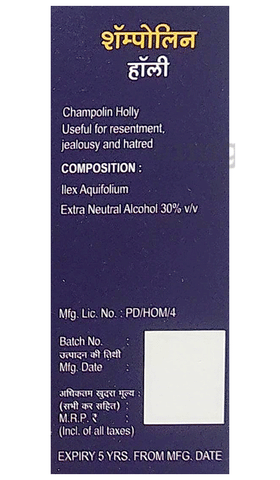 शॅम्पोलिन
हॉली
Champolin Holly
Useful for resentment,
jealousy and hatred
COMPOSITION :
Ilex Aquifolium
Extra Neutral Alcohol 30% v/v
Mfg. Lic. No. : PD/HOM/4
Batch No. :
उत्पादन की तिथी
Mfg. Date :
अधिकतम खुदरा मूल्य :
(सभी कर सहित) :
M.R.P. ₹ :
(Incl. of all taxes)
EXPIRY 5 YRS. FROM MFG. DATE